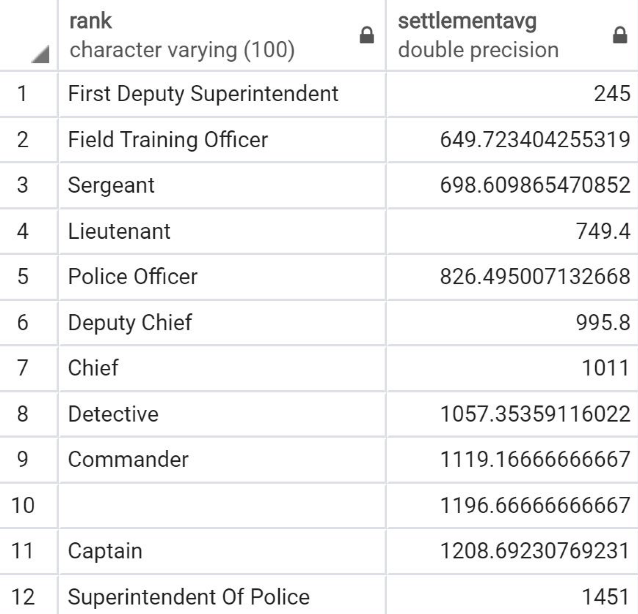 rank settlementavg
character varying (100) double precision
1 First Deputy Superintendent 245
2 Field Training Officer 649.723404255319
3 Sergeant 698.609865470852
4 Lieutenant 749.4
5 Police Officer 826.495007132668
6 Deputy Chief 995.8
7 Chief 1011
8 Detective 1057.35359116022
9 Commander 1119.16666666667
10 1196.66666666667
11 Captain 1208.69230769231
12 Superintendent Of Police 1451